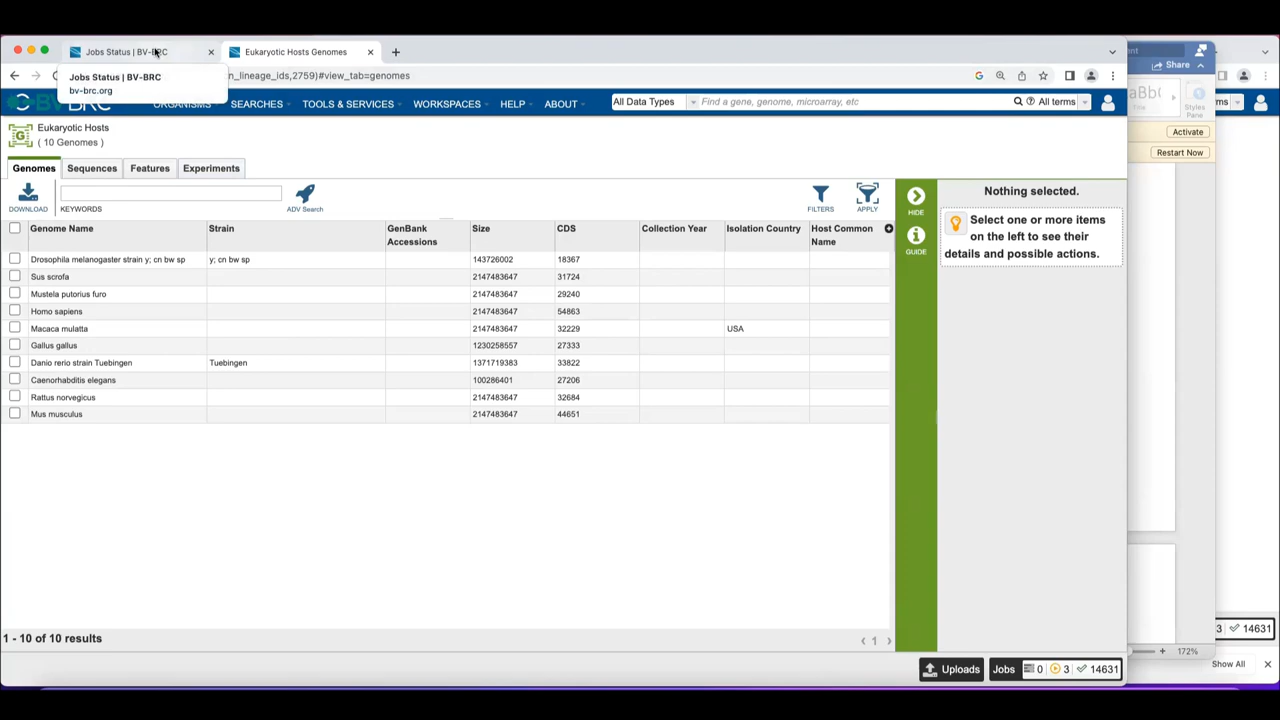 Jobs Status | BV-BRC
Eukaryotic Hosts Genomes
Jobs Status | BV-BRC
bv-brc.org
n_lineage_ids,2759)#view_tab=genomes
Share
ORGANISMS
SEARCHES
TOOLS & SERVICES
WORKSPACES
HELP
ABOUT
All Data Types
Find a gene, genome, microarray, etc
All terms
Styles
Pane
Activate
Restart Now
Eukaryotic Hosts
( 10 Genomes )
Genomes
Sequences
Features
Experiments
DOWNLOAD
KEYWORDS
ADV Search
FILTERS
APPLY
HIDE
GUIDE
Nothing selected.
Select one or more items
on the left to see their
details and possible actions.
Genome Name Strain GenBank Accessions Size CDS Collection Year Isolation Country Host Common Name
Drosophila melanogaster strain y; cn bw sp y; cn bw sp 143726002 18367
Sus scrofa 2147483647 31724
Mustela putorius furo 2147483647 29240
Homo sapiens 2147483647 54863
Macaca mulatta 2147483647 32229 USA
Gallus gallus 1230258557 27333
Danio rerio strain Tuebingen Tuebingen 1371719383 33822
Caenorhabditis elegans 100286401 27206
Rattus norvegicus 2147483647 32684
Mus musculus 2147483647 44651
1 - 10 of 10 results
1
Uploads
Jobs 0 3 14631
3 14631
172%
Show All